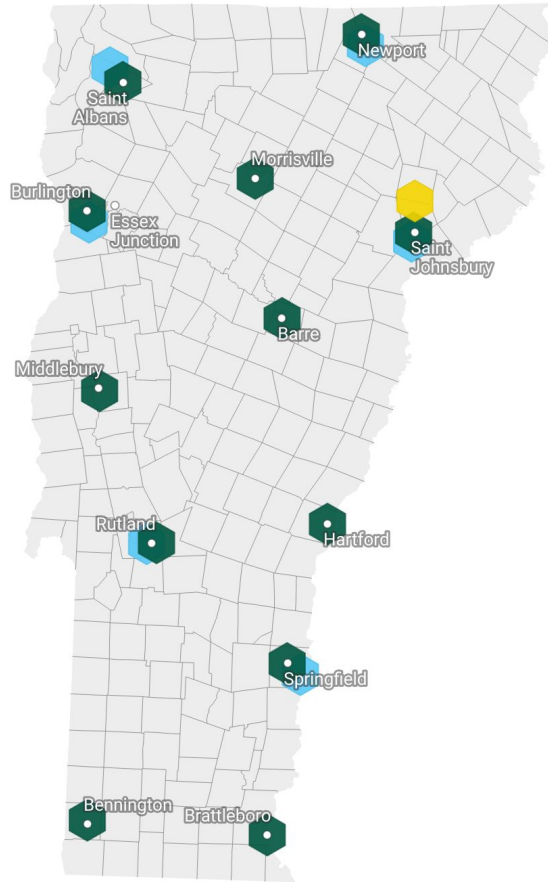 Newport
Saint
Albans
Morrisville
Burlington
Essex
Junction
Saint
Johnsbury
Barre
Middlebury
Rutland
Hartford
Springfield
Bennington
Brattleboro